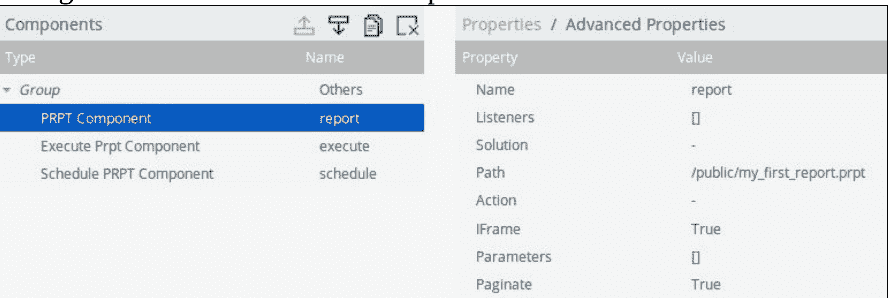 Components
Type Name
Group Others
PRPT Component report
Execute Prpt Component execute
Schedule PRPT Component schedule
Properties / Advanced Properties
Property Value
Name report
Listeners []
Solution -
Path /public/my_first_report.prpt
Action -
IFrame True
Parameters []
Paginate True